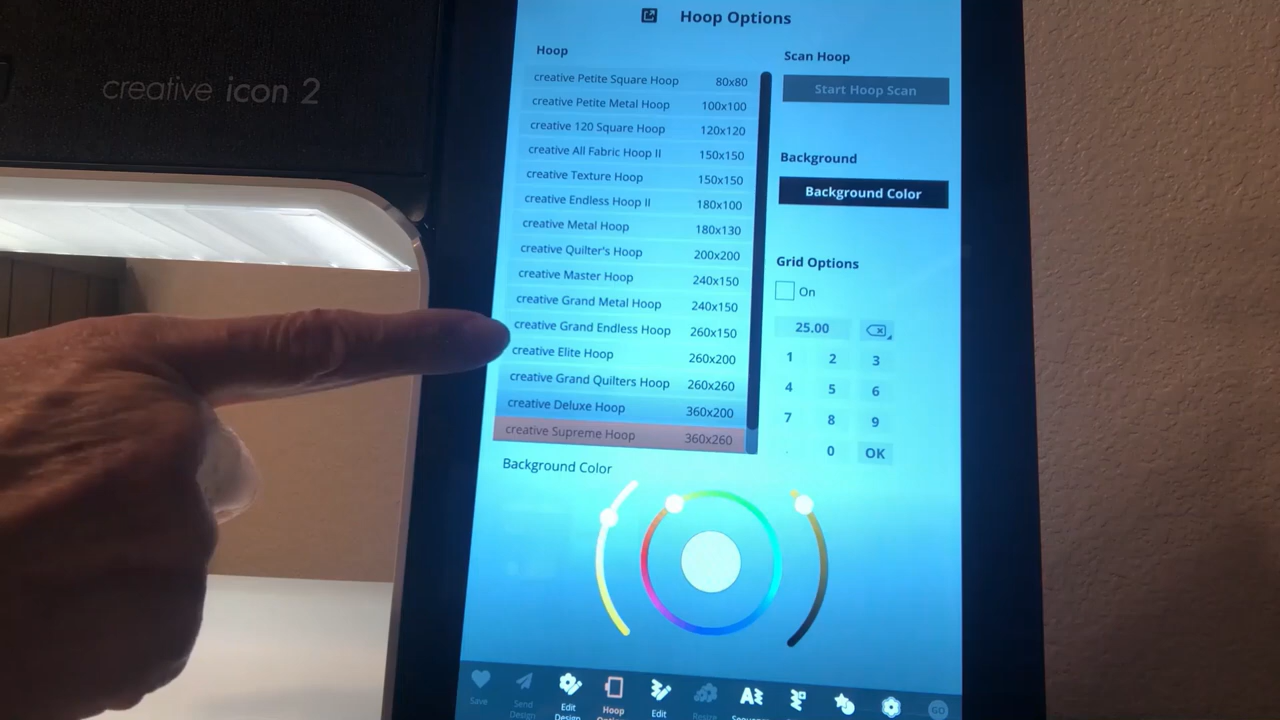 creative icon 2
Hoop Options
Hoop
creative Petite Square Hoop 80x80
creative Petite Metal Hoop 100x100
creative 120 Square Hoop 120x120
creative All Fabric Hoop II 150x150
creative Texture Hoop 150x150
creative Endless Hoop II 180x100
creative Metal Hoop 180x130
creative Quilter's Hoop 200x200
creative Master Hoop 240x150
creative Grand Metal Hoop 240x150
creative Grand Endless Hoop 260x150
creative Elite Hoop 260x200
creative Grand Quilters Hoop 260x260
creative Deluxe Hoop 360x200
creative Supreme Hoop 360x260
Scan Hoop
Start Hoop Scan
Background
Background Color
Grid Options
On
25.00
1 2 3
4 5 6
7 8 9
. 0 OK
Background Color
Save
Send
Design
Edit
Design
Hoop
Edit
Resize
GO